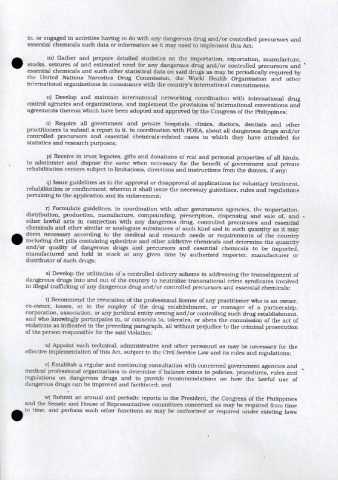 to, or engaged in activities having to do with any dangerous drug and/or controlled precursors and
essential chemicals such data or information as it may need to implement this Act;
m) Gather and prepare detailed statistics on the importation, exportation, manufacture,
stocks, seizures of and estimated need for any dangerous drug and/or controlled precursors and
essential chemicals and such other statistical data on said drugs as may be periodically required by
the United Nations Narcotics Drug Commission, the World Health Organization and other
international organizations in consonance with the country's international commitments;
n) Develop and maintain international networking coordination with international drug
control agencies and organizations, and implement the provisions of international conventions and
agreements thereon which have been adopted and approved by the Congress of the Philippines;
o) Require all government and private hospitals, clinics, doctors, dentists and other
practitioners to submit a report to it, in coordination with PDEA, about all dangerous drugs and/or
controlled precursors and essential chemicals-related cases to which they have attended for
statistics and research purposes;
p) Receive in trust legacies, gifts and donations of real and personal properties of all kinds,
to administer and dispose the same when necessary for the benefit of government and private
rehabilitation centers subject to limitations, directions and instructions from the donors, if any;
q) Issue guidelines as to the approval or disapproval of applications for voluntary treatment,
rehabilitation or confinement, wherein it shall issue the necessary guidelines, rules and regulations
pertaining to the application and its enforcement;
r) Formulate guidelines, in coordination with other government agencies, the importation,
distribution, production, manufacture, compounding, prescription, dispensing and sale of, and
other lawful acts in connection with any dangerous drug, controlled precursors and essential
chemicals and other similar or analogous substances of such kind and in such quantity as it may
deem necessary according to the medical and research needs or requirements of the country
including diet pills containing ephedrine and other addictive chemicals and determine the quantity
and/or quality of dangerous drugs and precursors and essential chemicals to be imported,
manufactured and held in stock at any given time by authorized importer, manufacturer or
distributor of such drugs;
s) Develop the utilization of a controlled delivery scheme in addressing the transshipment of
dangerous drugs into and out of the country to neutralize transnational crime syndicates involved
in illegal trafficking of any dangerous drug and/or controlled precursors and essential chemicals;
t) Recommend the revocation of the professional license of any practitioner who is an owner,
co-owner, lessee, or in the employ of the drug establishment, or manager of a partnership,
corporation, association, or any juridical entity owning and/or controlling such drug establishment,
and who knowingly participates in, or consents to, tolerates, or abets the commission of the act of
violations as indicated in the preceding paragraph, all without prejudice to the criminal prosecution
of the person responsible for the said violation;
u) Appoint such technical, administrative and other personnel as may be necessary for the
effective implementation of this Act, subject to the Civil Service Law and its rules and regulations;
v) Establish a regular and continuing consultation with concerned government agencies and
medical professional organizations to determine if balance exists in policies, procedures, rules and
regulations on dangerous drugs and to provide recommendations on how the lawful use of
dangerous drugs can be improved and facilitated; and
w) Submit an annual and periodic reports to the President, the Congress of the Philippines
and the Senate and House of Representatives committees concerned as may be required from time
to time, and perform such other functions as may be authorized or required under existing laws